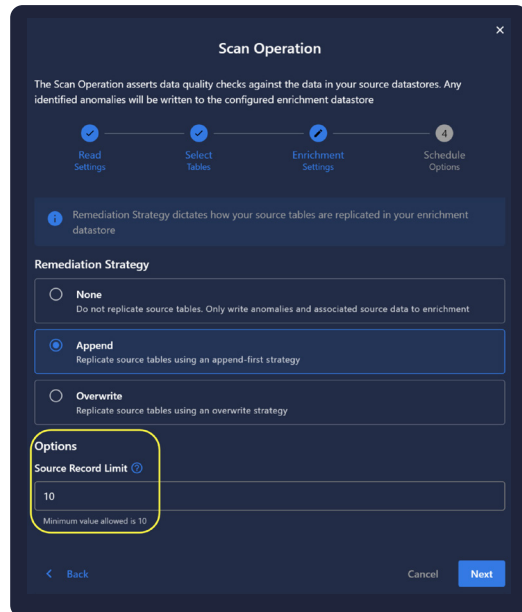 Scan Operation
The Scan Operation asserts data quality checks against the data in your source datastores. Any
identified anomalies will be written to the configured enrichment datastore
4
Read Select Enrichment Schedule
Settings Tables Settings Options
Remediation Strategy dictates how your source tables are replicated in your enrichment
datastore
Remediation Strategy
None
Do not replicate source tables. Only write anomalies and associated source data to enrichment
Append
Replicate source tables using an append-first strategy
Overwrite
Replicate source tables using an overwrite strategy
Options
Source Record Limit ?
10
Minimum value allowed is 10
Back Cancel Next